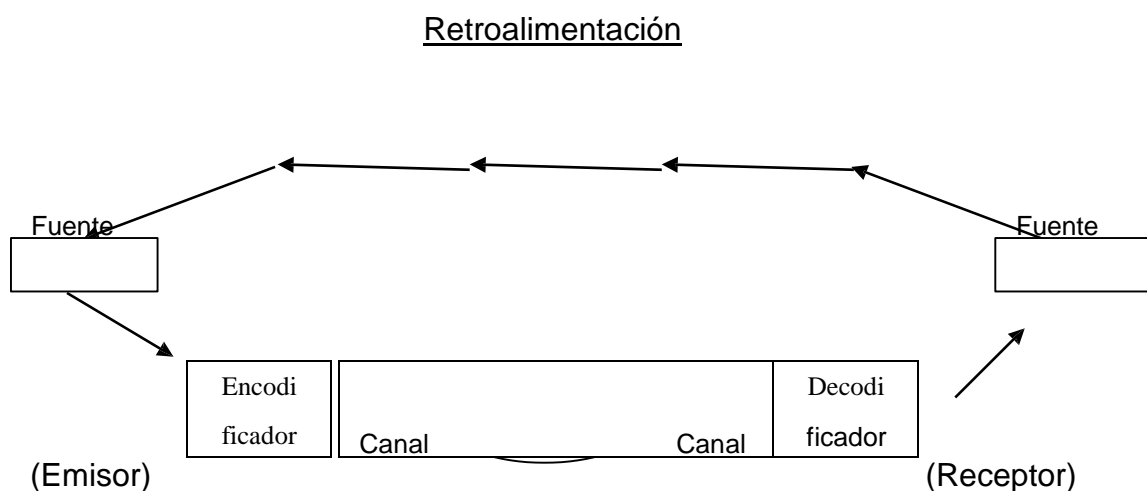 Retroalimentación
Fuente
Fuente
Encodi
ficador
Canal
Canal
Decodi
ficador
(Emisor)
(Receptor)